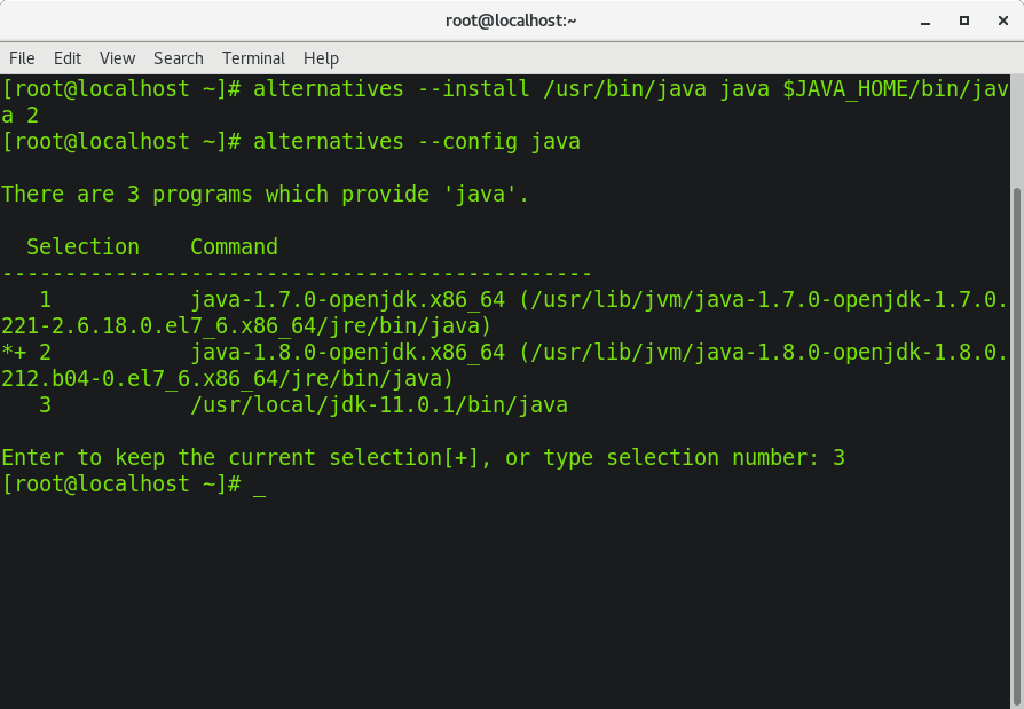 root@localhost:~
File Edit View Search Terminal Help
[root@localhost ~]# alternatives --install /usr/bin/java java $JAVA_HOME/bin/jav
a 2
[root@localhost ~]# alternatives --config java
There are 3 programs which provide 'java'.
  Selection    Command
-----------------------------------------------
   1           java-1.7.0-openjdk.x86_64 (/usr/lib/jvm/java-1.7.0-openjdk-1.7.0.
221-2.6.18.0.el7_6.x86_64/jre/bin/java)
*+ 2           java-1.8.0-openjdk.x86_64 (/usr/lib/jvm/java-1.8.0-openjdk-1.8.0.
212.b04-0.el7_6.x86_64/jre/bin/java)
   3           /usr/local/jdk-11.0.1/bin/java
Enter to keep the current selection[+], or type selection number: 3
[root@localhost ~]# _